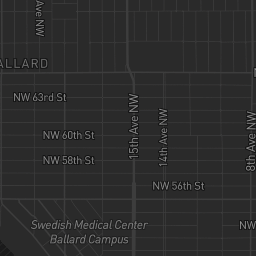 Ave NW
ALLARD
NW 63rd St
15th Ave NW
14th Ave NW
8th Ave NW
NW 60th St
NW 58th St
NW 56th St
Swedish Medical Center
Ballard Campus
NW